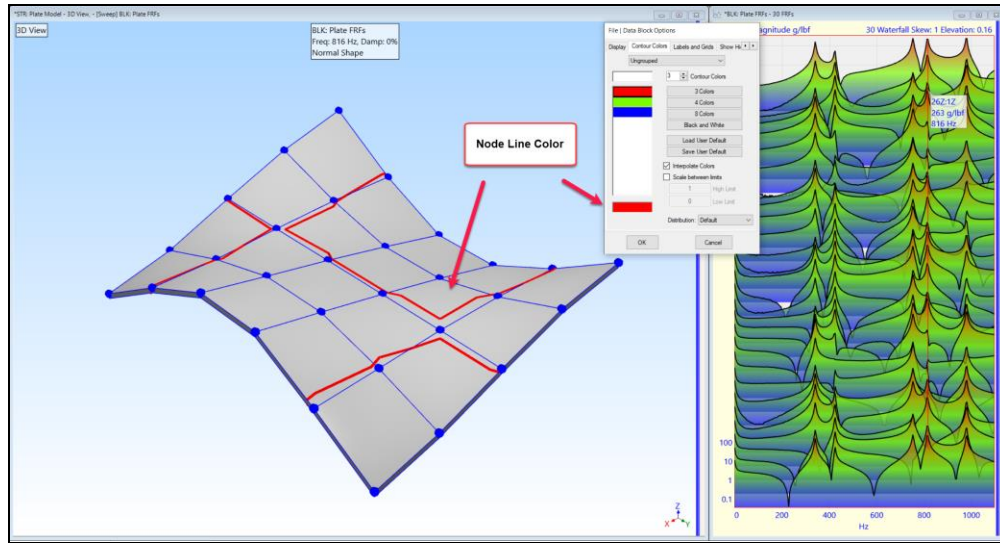 *STR: Plate Model - 3D View, - [Sweep] BLK: Plate FRFs
3D View
BLK: Plate FRFs
Freq: 816 Hz, Damp: 0%
Normal Shape
Node Line Color
Z
X
Y
File | Data Block Options
Display
Contour Colors
Labels and Grids
Ungrouped
3
Contour Colors
3 Colors
4 Colors
8 Colors
Black and White
Load User Default
Save User Default
Interpolate Colors
Scale between limits
1
High Limit
0
Low Limit
Distribution:
Default
OK
Cancel
*BLK: Plate FRFs - 30 FRFs
agnitude g/lbf
30 Waterfall Skew: 1 Elevation: 0.16
26Z:1Z
263 g/lbf
816 Hz
100
10
1
0.1
0
200
400
600
800
1000
Hz